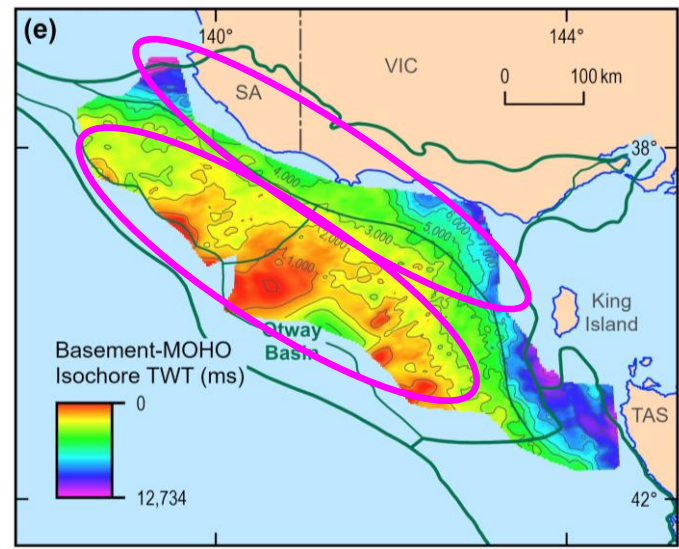 (e)
140°
144°
VIC
SA
0
100 km
38°
4,000
6,000
5,000
3,000
2,000
1,000
King
Island
Otway
Basin
Basement-MOHO
Isochore TWT (ms)
0
12,734
TAS
42°